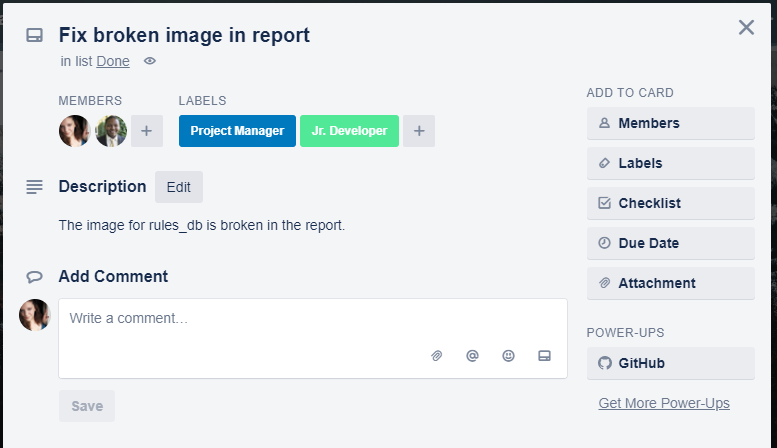 Fix broken image in report
in list Done
MEMBERS
LABELS
Project Manager
Jr. Developer
Description
Edit
The image for rules_db is broken in the report.
Add Comment
Write a comment…
Save
ADD TO CARD
Members
Labels
Checklist
Due Date
Attachment
POWER-UPS
GitHub
Get More Power-Ups